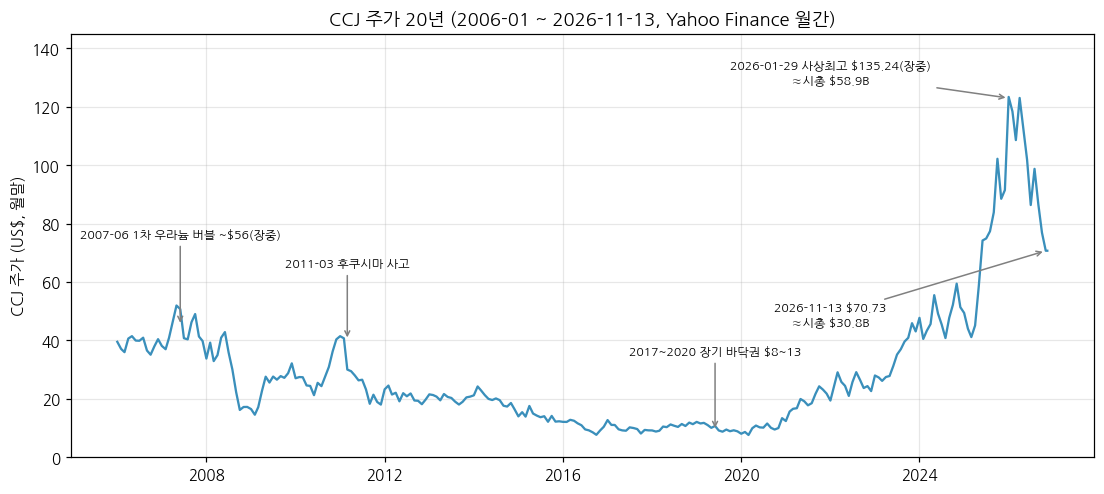 CCJ 주가 20년 (2006-01 ~ 2026-11-13, Yahoo Finance 월간)
CCJ 주가 (US$, 월말)
140
120
100
80
60
40
20
0
2008
2012
2016
2020
2024
2026-01-29 사상최고 $135.24(장중)
≈시총 $58.9B
2007-06 1차 우라늄 버블 ~$56(장중)
2011-03 후쿠시마 사고
2026-11-13 $70.73
≈시총 $30.8B
2017~2020 장기 바닥권 $8~13